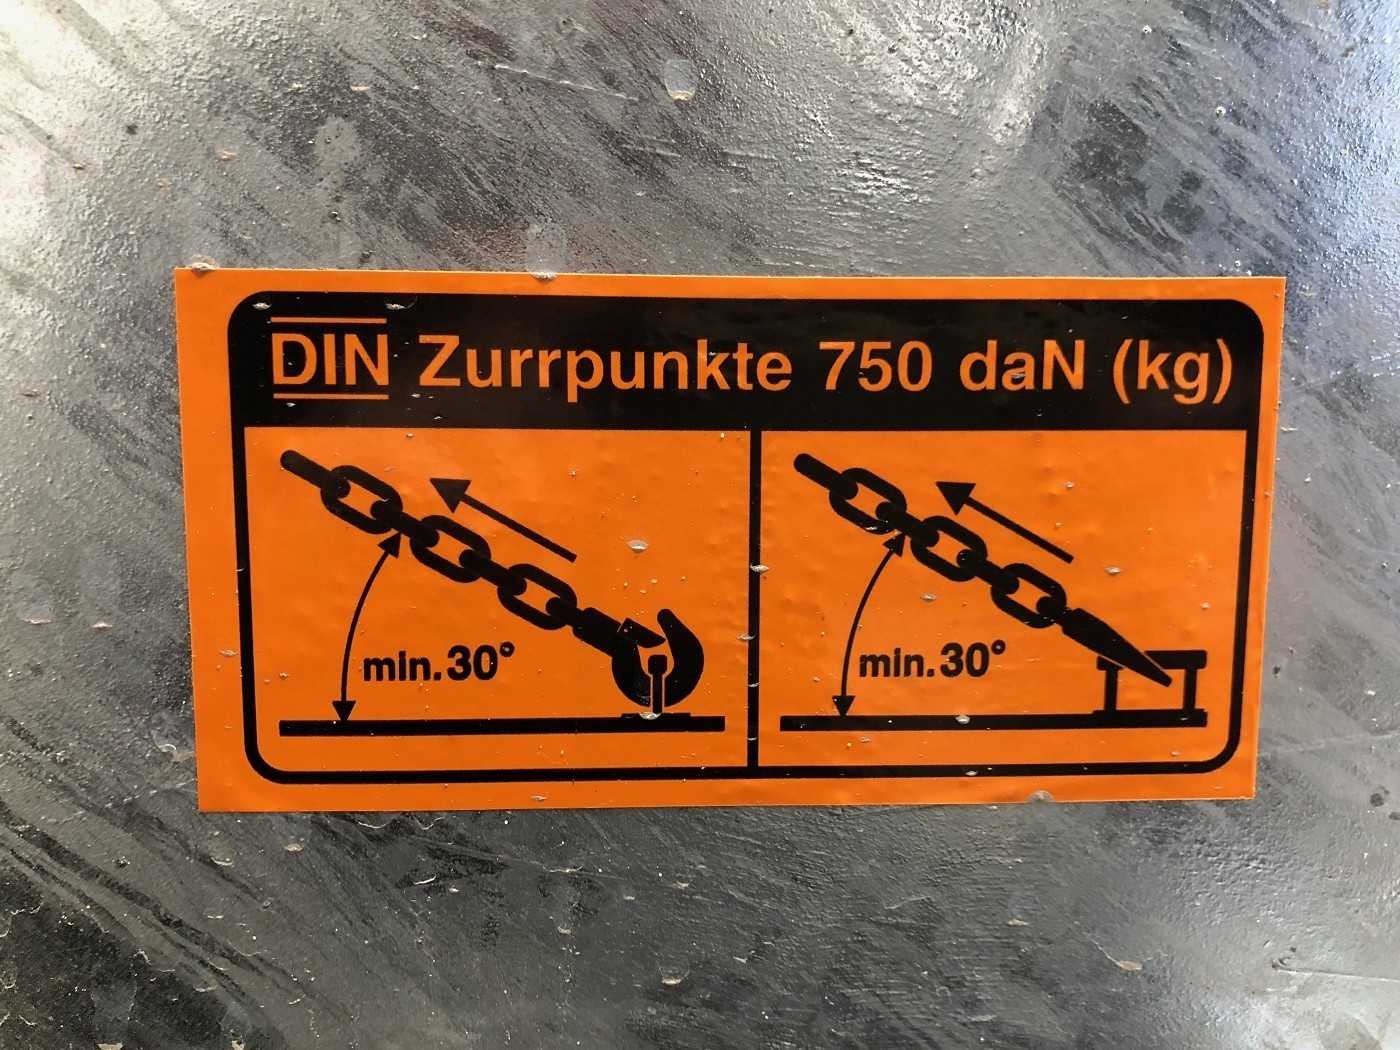 DIN Zurrpunkte 750 daN (kg)
min.30°
min.30°